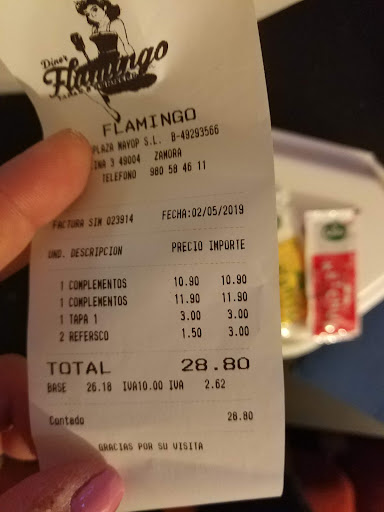 Diner
Flamingo
FLAMINGO
PLAZA MAYOP S.L. B-49293566
INA 3 49004 ZAMORA
TELEFONO 980 58 46 11
FACTURA SIM 023914 FECHA:02/05/2019
UND. DESCRIPCION PRECIO IMPORTE
1 COMPLEMENTOS 10.90 10.90
1 COMPLEMENTOS 11.90 11.90
1 TAPA 1 3.00 3.00
2 REFERSCO 1.50 3.00
TOTAL 28.80
BASE 26.18 IVA10.00 IVA 2.62
Contado 28.80
GRACIAS POR SU VISITA